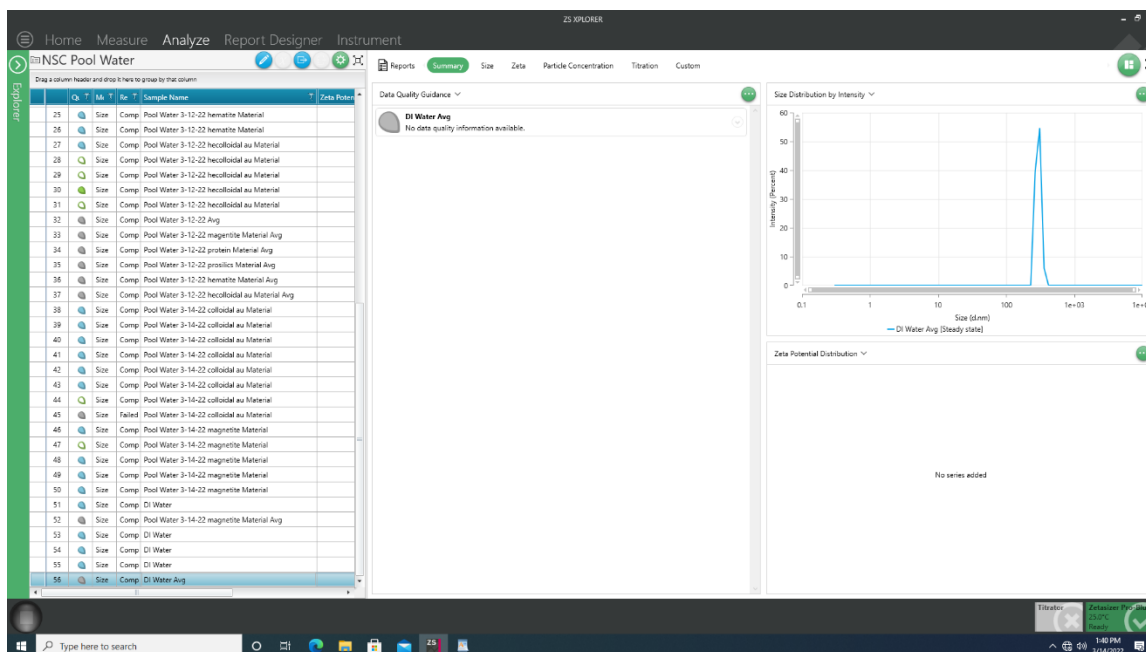 ZS XPLORER
Home Measure Analyze Report Designer Instrument
NSC Pool Water
Drag a column header and drop it here to group by that column
Explorer
Sample Name Zeta Poten
25 Size Comp Pool Water 3-12-22 hematite Material
26 Size Comp Pool Water 3-12-22 hematite Material
27 Size Comp Pool Water 3-12-22 hecolloidal au Material
28 Size Comp Pool Water 3-12-22 hecolloidal au Material
29 Size Comp Pool Water 3-12-22 hecolloidal au Material
30 Size Comp Pool Water 3-12-22 hecolloidal au Material
31 Size Comp Pool Water 3-12-22 hecolloidal au Material
32 Size Comp Pool Water 3-12-22 Avg
33 Size Comp Pool Water 3-12-22 magentite Material Avg
34 Size Comp Pool Water 3-12-22 protein Material Avg
35 Size Comp Pool Water 3-12-22 prosilics Material Avg
36 Size Comp Pool Water 3-12-22 hematite Material Avg
37 Size Comp Pool Water 3-12-22 hecolloidal au Material Avg
38 Size Comp Pool Water 3-14-22 colloidal au Material
39 Size Comp Pool Water 3-14-22 colloidal au Material
40 Size Comp Pool Water 3-14-22 colloidal au Material
41 Size Comp Pool Water 3-14-22 colloidal au Material
42 Size Comp Pool Water 3-14-22 colloidal au Material
43 Size Comp Pool Water 3-14-22 colloidal au Material
44 Size Comp Pool Water 3-14-22 colloidal au Material
45 Size Failed Pool Water 3-14-22 colloidal au Material
46 Size Comp Pool Water 3-14-22 magnetite Material
47 Size Comp Pool Water 3-14-22 magnetite Material
48 Size Comp Pool Water 3-14-22 magnetite Material
49 Size Comp Pool Water 3-14-22 magnetite Material
50 Size Comp Pool Water 3-14-22 magnetite Material
51 Size Comp DI Water
52 Size Comp Pool Water 3-14-22 magnetite Material Avg
53 Size Comp DI Water
54 Size Comp DI Water
55 Size Comp DI Water
56 Size Comp DI Water Avg
Reports Summary Size Zeta Particle Concentration Titration Custom
Data Quality Guidance
DI Water Avg
No data quality information available.
Size Distribution by Intensity
Intensity (Percent)
60
50
40
30
20
10
0
0.1 1 10 100 1e+03
Size (d.nm)
DI Water Avg [Steady state]
Zeta Potential Distribution
No series added
Titrator
Zetasizer
25.0°C
Ready
Type here to search
ZS
1:40 PM
3/14/2022